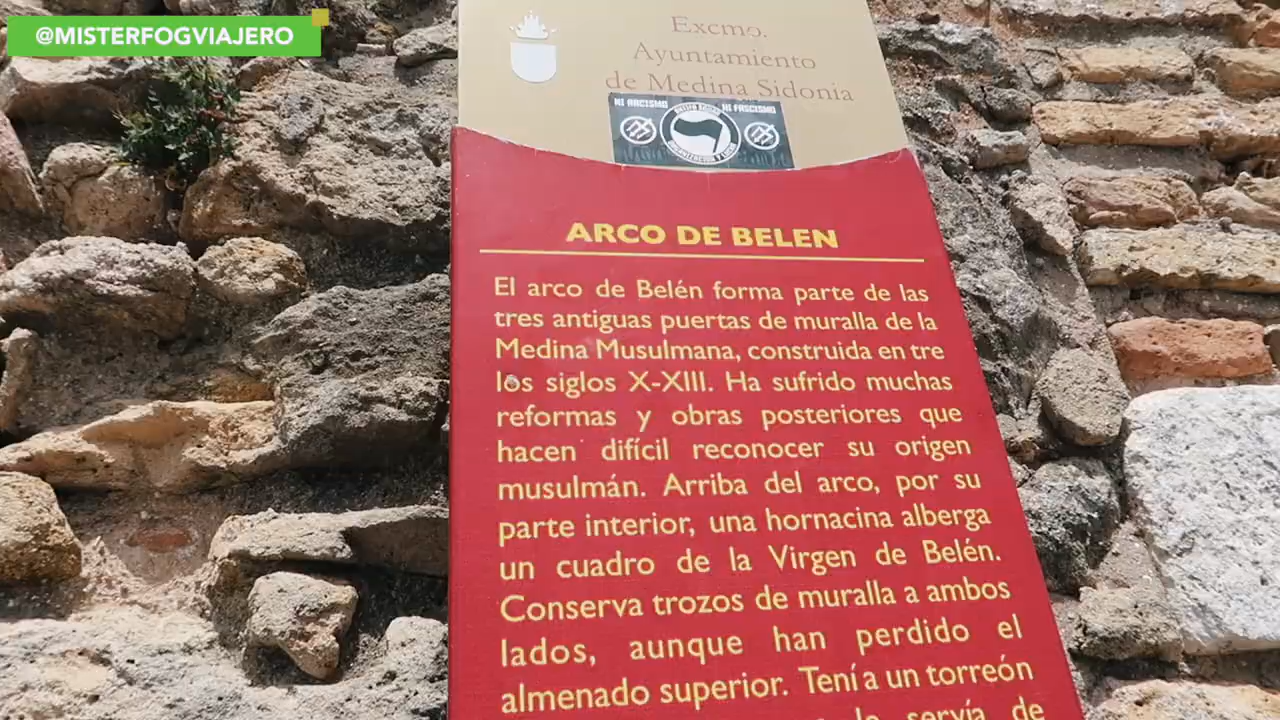 @MISTERFOGVIAJERO
Excmo.
Ayuntamiento
de Medina Sidonia
NI RACISMO
NI FASCISMO
ARCO DE BELEN
El arco de Belén forma parte de las
tres antiguas puertas de muralla de la
Medina Musulmana, construida en tre
los siglos X-XIII. Ha sufrido muchas
reformas y obras posteriores que
hacen difícil reconocer su origen
musulmán. Arriba del arco, por su
parte interior, una hornacina alberga
un cuadro de la Virgen de Belén.
Conserva trozos de muralla a ambos
lados, aunque han perdido el
almenado superior. Tenía un torreón
la servía de